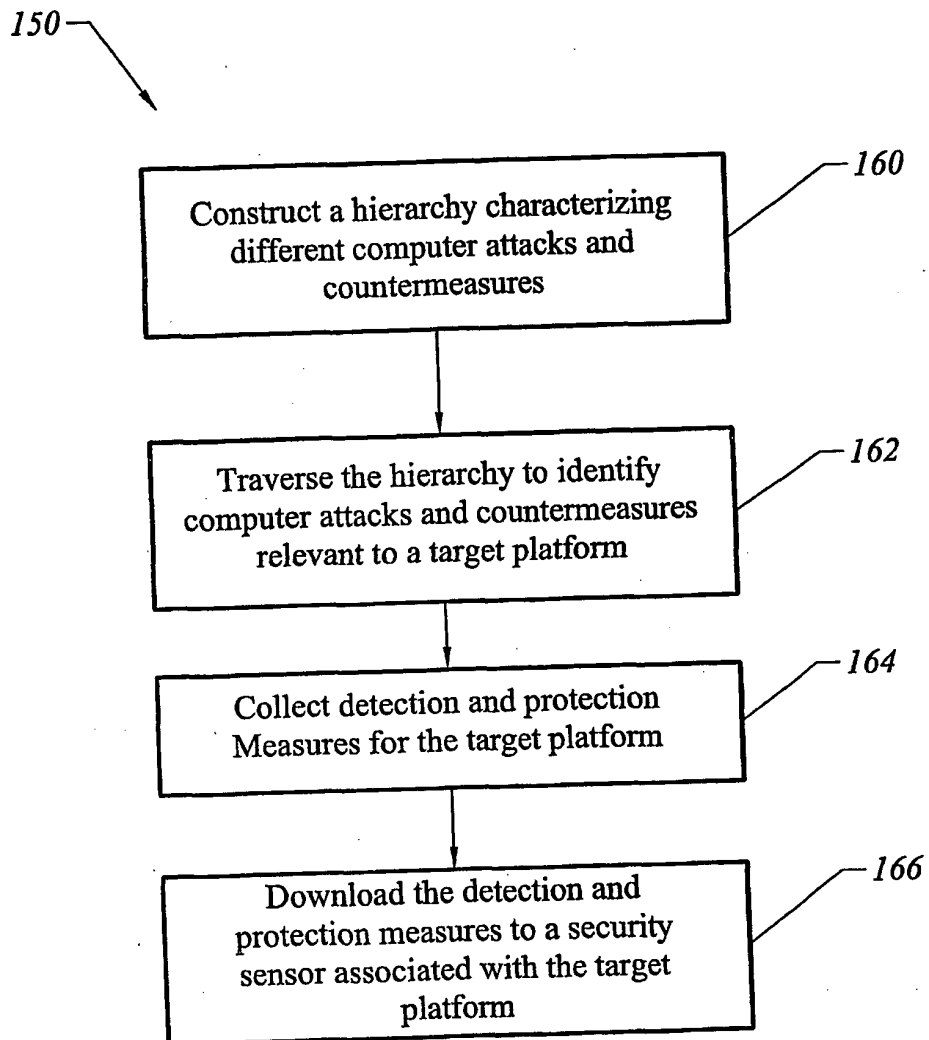 150
160
Construct a hierarchy characterizing
different computer attacks and
countermeasures
162
Traverse the hierarchy to identify
computer attacks and countermeasures
relevant to a target platform
164
Collect detection and protection
Measures for the target platform
166
Download the detection and
protection measures to a security
sensor associated with the target
platform